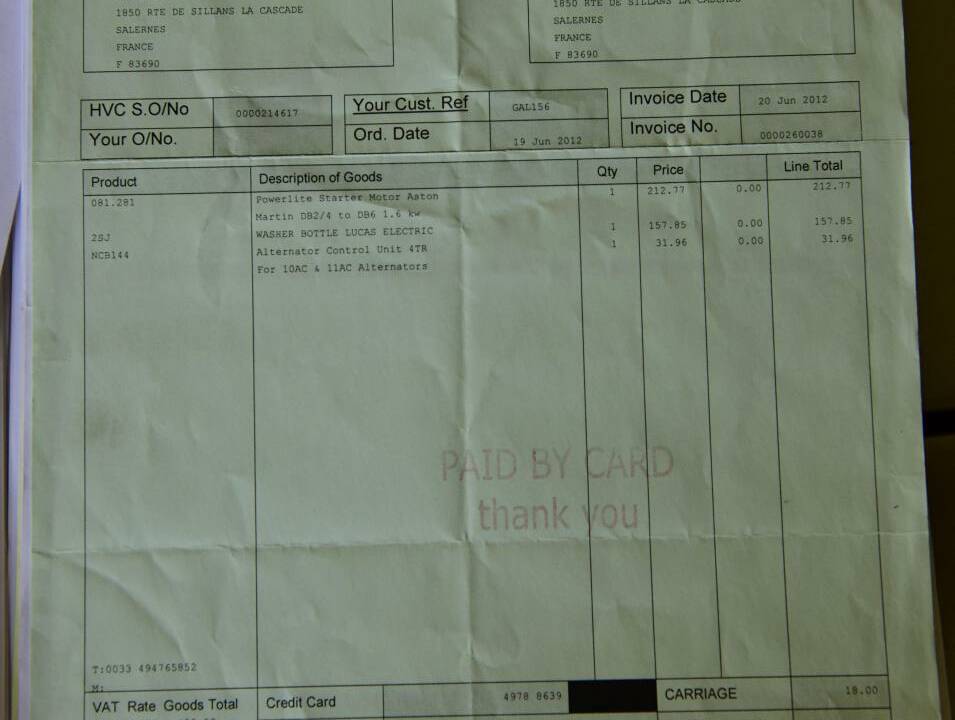 1850 RTE DE SILLANS LA CASCADE
SALERNES
FRANCE
F 83690
1850 RTE DE SILLANS LA CASCADE
SALERNES
FRANCE
F 83690
HVC S.O/No 0000214617
Your O/No.
Your Cust. Ref GAL156
Ord. Date 19 Jun 2012
Invoice Date 20 Jun 2012
Invoice No. 0000260038
Product Description of Goods Qty Price Line Total
081.281 Powerlite Starter Motor Aston 1 212.77 0.00 212.77
Martin DB2/4 to DB6 1.6 kw
2SJ WASHER BOTTLE LUCAS ELECTRIC 1 157.85 0.00 157.85
NCB144 Alternator Control Unit 4TR 1 31.96 0.00 31.96
For 10AC & 11AC Alternators
PAID BY CARD
thank you
T:0033 494765852
M:
VAT Rate Goods Total Credit Card 4978 8639 CARRIAGE 18.00